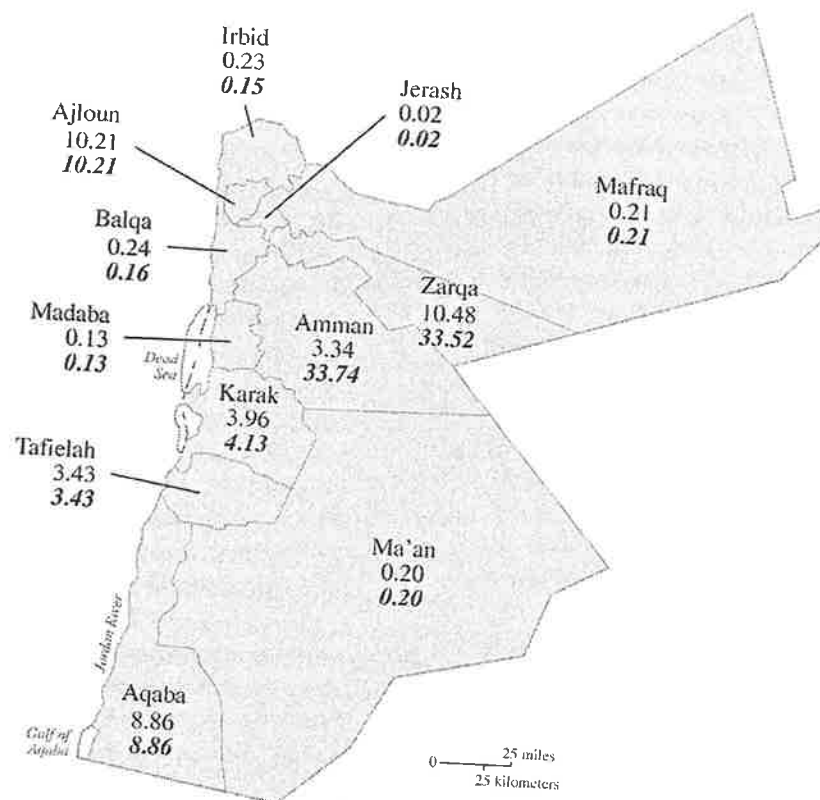 Irbid
0.23
0.15
Jerash
0.02
0.02
Ajloun
10.21
10.21
Mafraq
0.21
0.21
Balqa
0.24
0.16
Zarqa
10.48
33.52
Madaba
0.13
0.13
Amman
3.34
33.74
Dead
Sea
Karak
3.96
4.13
Tafielah
3.43
3.43
Ma'an
0.20
0.20
Jordan River
Aqaba
8.86
8.86
Gulf of
Aqaba
0
25 miles
25 kilometers